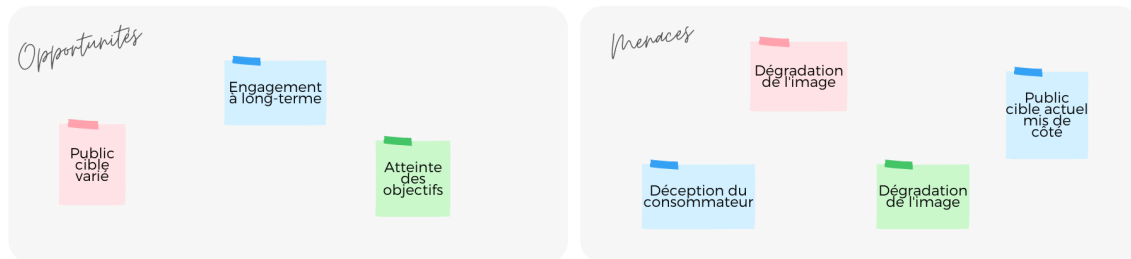 Opportunités
Engagement
à long-terme
Public
cible
varié
Atteinte
des
objectifs
Menaces
Dégradation
de l'image
Public
cible actuel
mis de
côté
Déception du
consommateur
Dégradation
de l'image